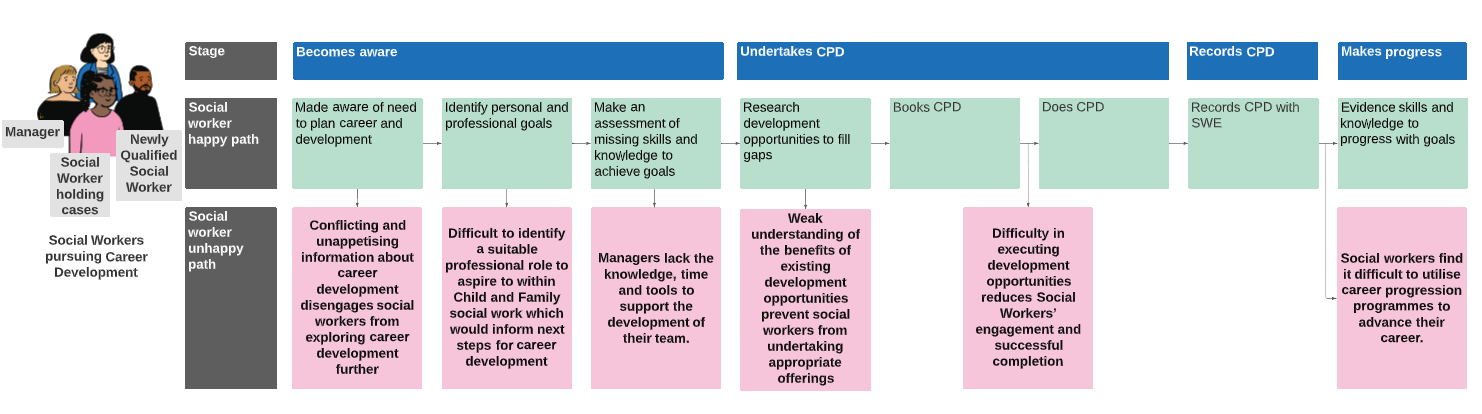 Manager
Social
Worker
holding
cases
Newly
Qualified
Social
Worker
Social Workers
pursuing Career
Development
Stage
Becomes aware
Undertakes CPD
Records CPD
Makes progress
Social
worker
happy path
Made aware of need
to plan career and
development
Identify personal and
professional goals
Make an
assessment of
missing skills and
knowledge to
achieve goals
Research
development
opportunities to fill
gaps
Books CPD
Does CPD
Records CPD with
SWE
Evidence skills and
knowledge to
progress with goals
Social
worker
unhappy
path
Conflicting and
unappetising
information about
career
development
disengages social
workers from
exploring career
development
further
Difficult to identify
a suitable
professional role to
aspire to within
Child and Family
social work which
would inform next
steps for career
development
Managers lack the
knowledge, time
and tools to
support the
development of
their team.
Weak
understanding of
the benefits of
existing
development
opportunities
prevent social
workers from
undertaking
appropriate
offerings
Difficulty in
executing
development
opportunities
reduces Social
Workers’
engagement and
successful
completion
Social workers find
it difficult to utilise
career progression
programmes to
advance their
career.